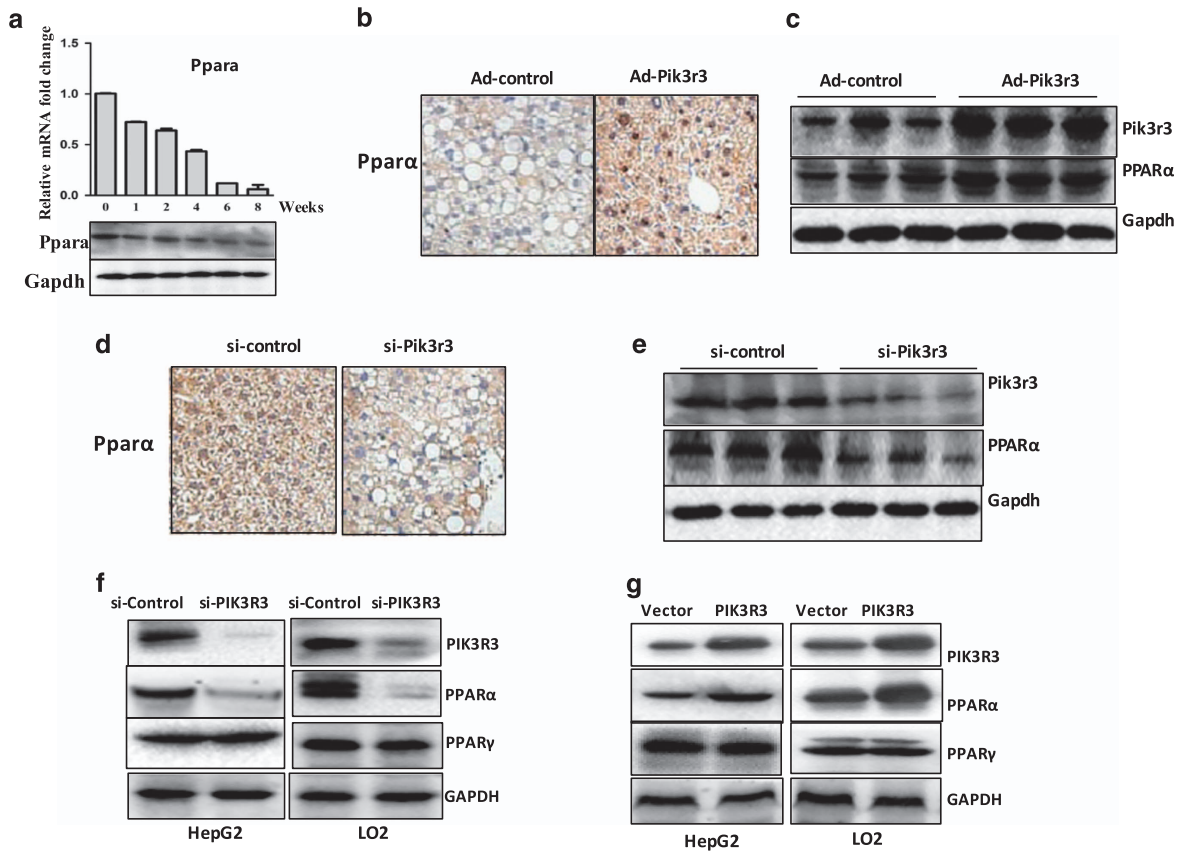 a
Relative mRNA fold change
1.5
1.0
0.5
0.0
Ppara
0 1 2 4 6 8 Weeks
Ppara
Gapdh
b
Ad-control Ad-Pik3r3
Pparα
c
Ad-control Ad-Pik3r3
Pik3r3
PPARα
Gapdh
d
si-control si-Pik3r3
Pparα
e
si-control si-Pik3r3
Pik3r3
PPARα
Gapdh
f
si-Control si-PIK3R3 si-Control si-PIK3R3
PIK3R3
PPARα
PPARγ
GAPDH
HepG2 LO2
g
Vector PIK3R3 Vector PIK3R3
PIK3R3
PPARα
PPARγ
GAPDH
HepG2 LO2